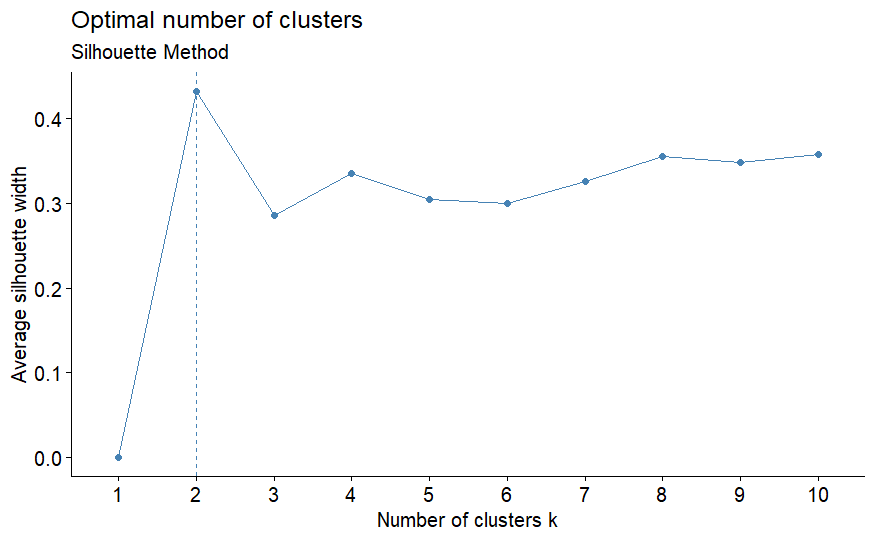 Optimal number of clusters
Silhouette Method
Average silhouette width
0.4
0.3
0.2
0.1
0.0
1 2 3 4 5 6 7 8 9 10
Number of clusters k